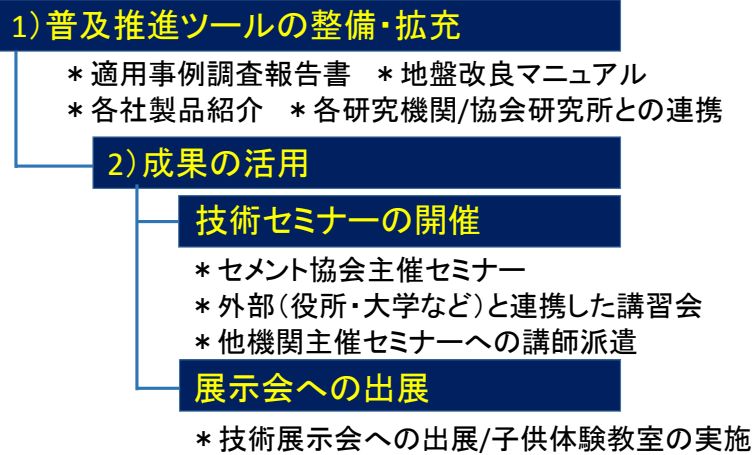 1）普及推進ツールの整備・拡充
＊適用事例調査報告書 ＊地盤改良マニュアル
＊各社製品紹介 ＊各研究機関/協会研究所との連携
2）成果の活用
技術セミナーの開催
＊セメント協会主催セミナー
＊外部（役所・大学など）と連携した講習会
＊他機関主催セミナーへの講師派遣
展示会への出展
＊技術展示会への出展/子供体験教室の実施